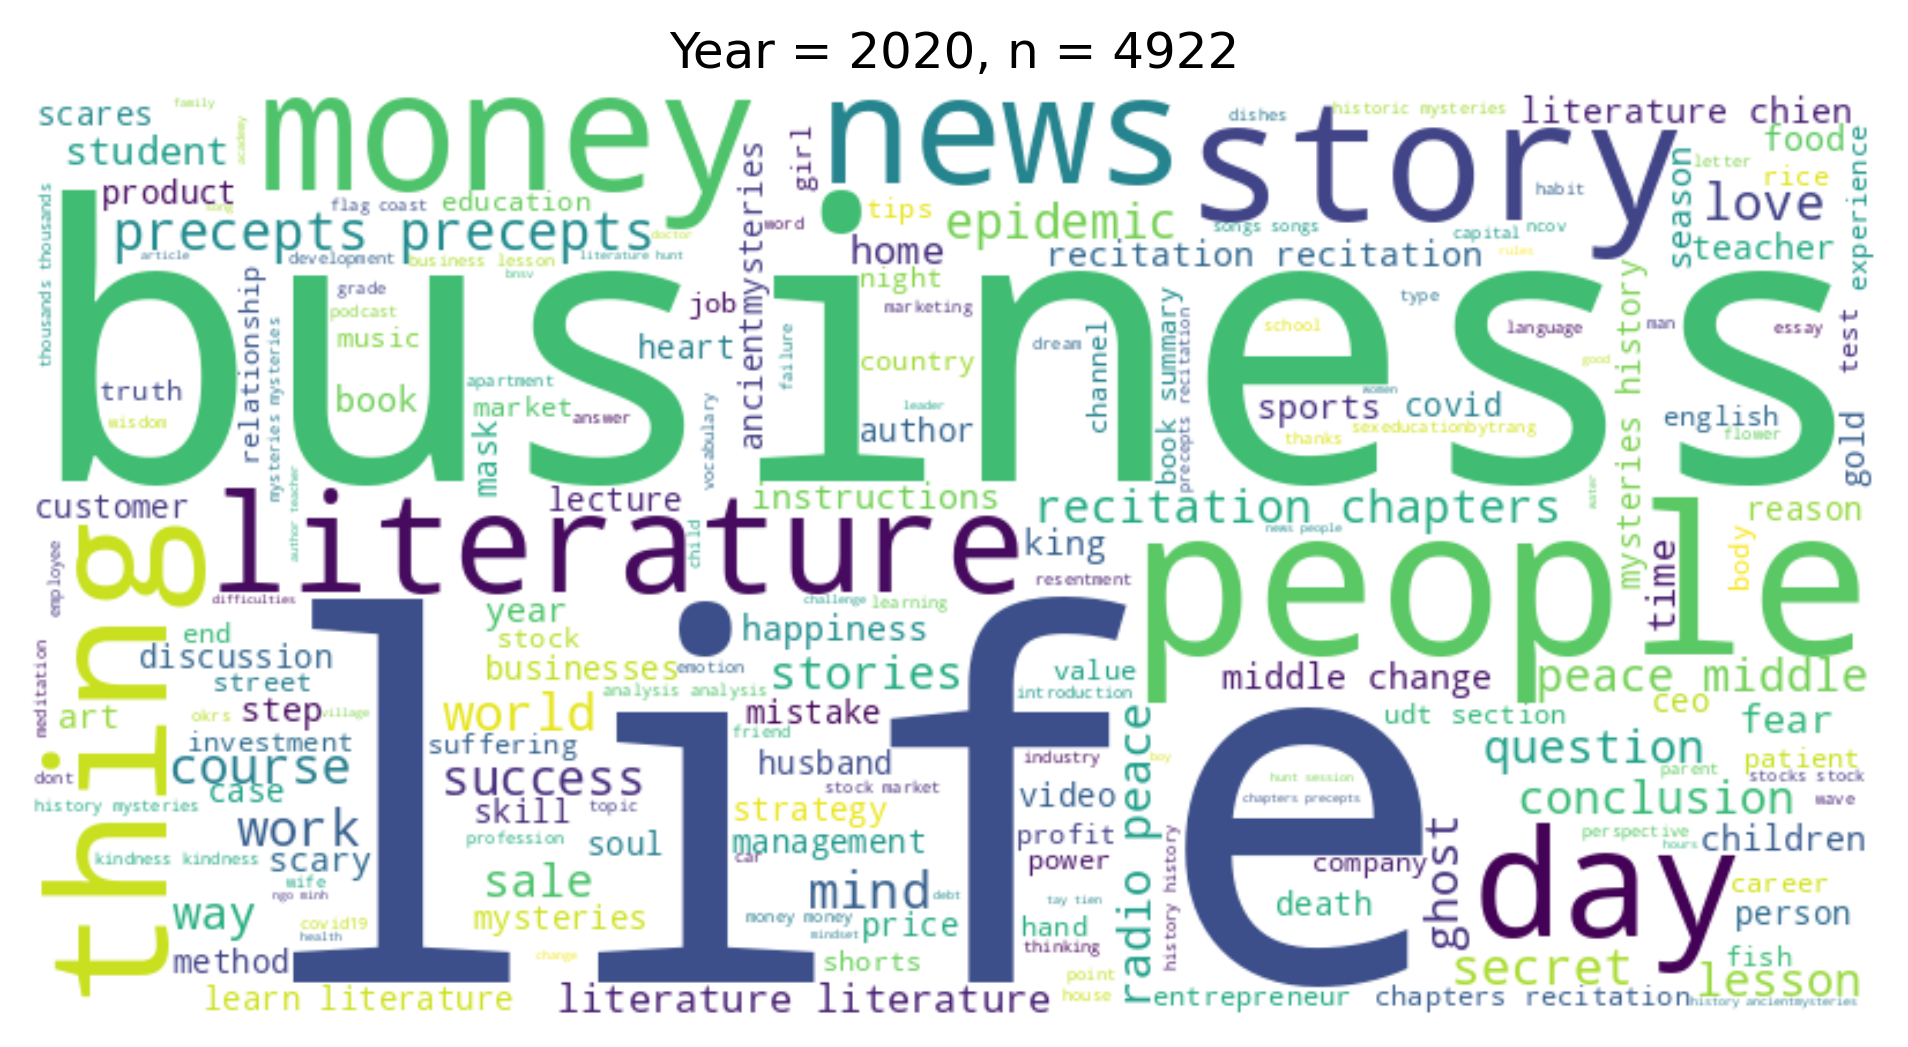 Year = 2020, n = 4922
scares
family
money
news
dishes
historic mysteries
literature chien
student
academy
girl
story
food
letter
experience
product
precepts precepts
flag coast
education
ancientmysteries
word
tips
epidemic
habit
season
love
rice
thousands thousands
article
development
business lesson
doctor
literature hunt
bnsv
home
night
songs songs
capital
ncov
recitation recitation
rules
teacher
business
relationship
grade
podcast
music
job
heart
failure
marketing
country
dream
channel
book summary
precepts recitation
type
school
language
mysteries history
man
good
essay
test
truth
wisdom
mysteries mysteries
book
apartment
market
answer
mask
vocabulary
leader
author
women
sports
covid
thanks
sexeducationbytrang
english
flower
gold
customer
author teacher
literature
lecture
child
instructions
recitation chapters
news people
king
resentment
people
water
reason
time
body
employee
thing
difficulties
life
year
stock
challenge
learning
happiness
end
discussion
street
businesses
emotion
stories
value
introduction
middle change
peace middle
meditation
art
okrs
step
village
analysis analysis
world
friend
mistake
udt section
ceo
fear
investment
course
case
dont
history mysteries
suffering
success
skill
topic
husband
stock market
strategy
industry
video
radio peace
boy
hunt session
chapters precepts
question
parent
patient
stocks stock
conclusion
wave
work
kindness kindness
scary
wife
ngo minh
profession
soul
management
car
profit
power
history history
company
ghost
perspective
hours
children
day
way
covid19
health
sale
mysteries
mind
debt
money money
mindset
price
tay tien
hand
thinking
death
career
person
method
change
shorts
point
house
secret
fish
lesson
learn literature
literature literature
entrepreneur
chapters recitation
history ancientmysteries